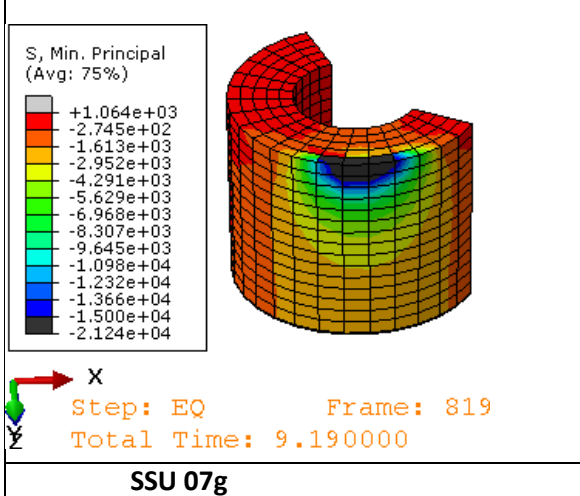 S, Min. Principal
(Avg: 75%)
+1.064e+03
-2.745e+02
-1.613e+03
-2.952e+03
-4.291e+03
-5.629e+03
-6.968e+03
-8.307e+03
-9.645e+03
-1.098e+04
-1.232e+04
-1.366e+04
-1.500e+04
-2.124e+04
X
Y
Z
Step: EQ Frame: 819
Total Time: 9.190000
SSU 07g